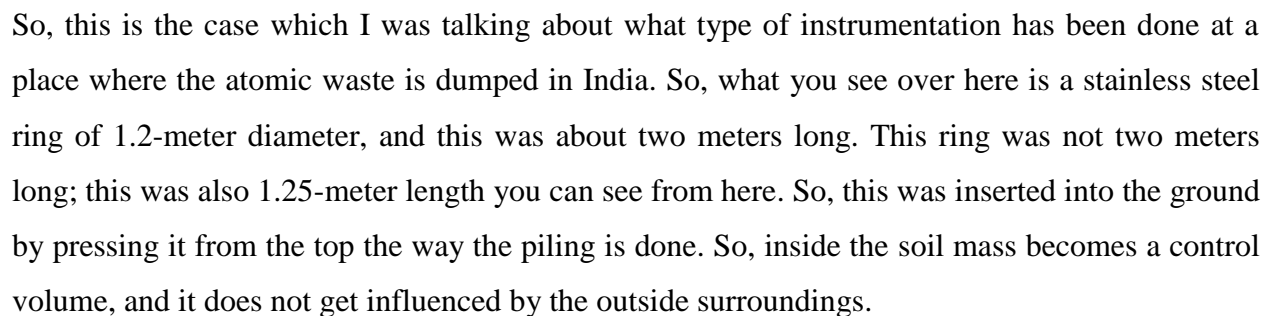 So, this is the case which I was talking about what type of instrumentation has been done at a
place where the atomic waste is dumped in India. So, what you see over here is a stainless steel
ring of 1.2-meter diameter, and this was about two meters long. This ring was not two meters
long; this was also 1.25-meter length you can see from here. So, this was inserted into the ground
by pressing it from the top the way the piling is done. So, inside the soil mass becomes a control
volume, and it does not get influenced by the outside surroundings.